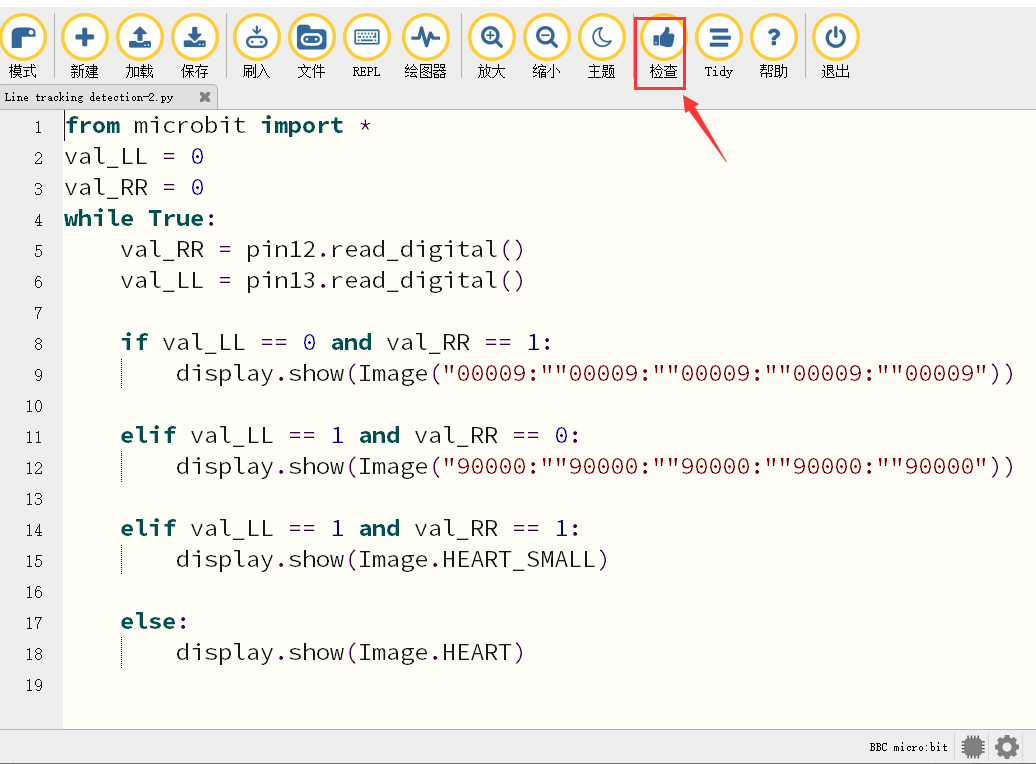 模式 新建 加载 保存 刷入 文件 REPL 绘图器 放大 缩小 主题 检查 Tidy 帮助 退出
Line tracking detection-2.py
1 from microbit import *
2 val_LL = 0
3 val_RR = 0
4 while True:
5     val_RR = pin12.read_digital()
6     val_LL = pin13.read_digital()
7
8     if val_LL == 0 and val_RR == 1:
9         display.show(Image("00009:""00009:""00009:""00009:""00009"))
10
11     elif val_LL == 1 and val_RR == 0:
12         display.show(Image("90000:""90000:""90000:""90000:""90000"))
13
14     elif val_LL == 1 and val_RR == 1:
15         display.show(Image.HEART_SMALL)
16
17     else:
18         display.show(Image.HEART)
19
BBC micro:bit